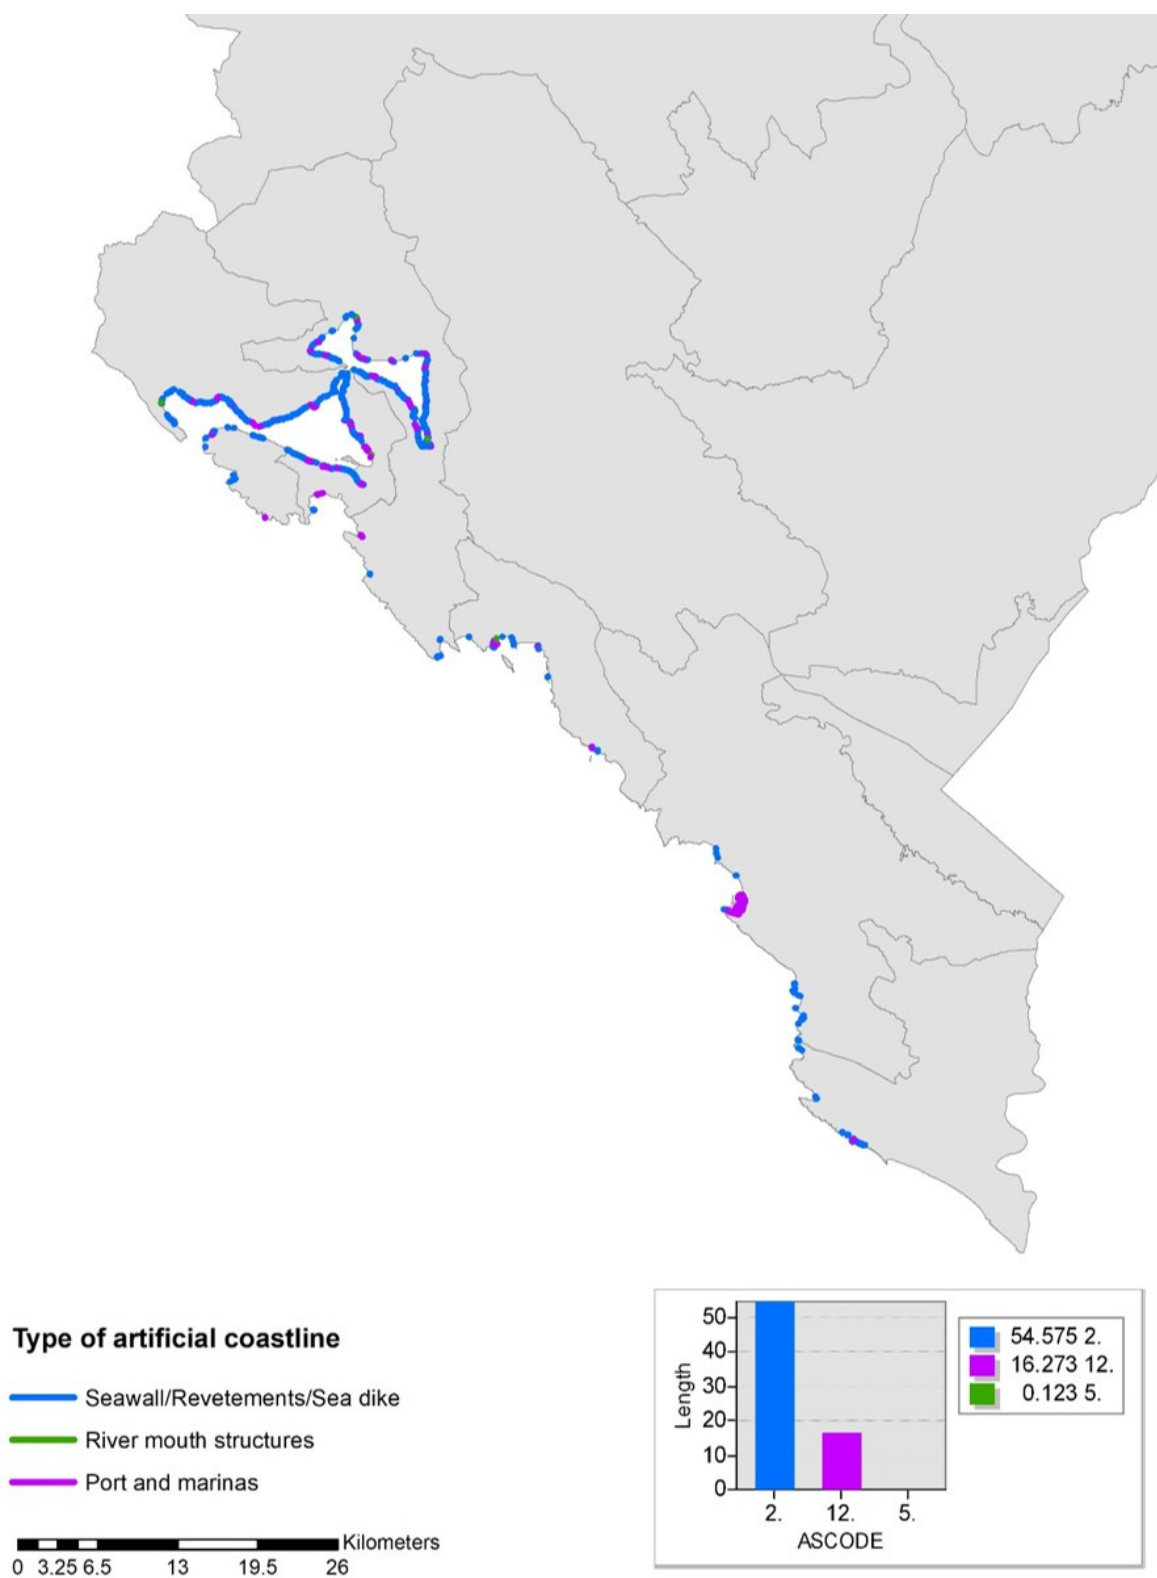 Type of artificial coastline
Seawall/Revetements/Sea dike
River mouth structures
Port and marinas
Kilometers
0 3.25 6.5 13 19.5 26
50
40
30
20
10
0
Length
2. 12. 5.
ASCODE
54.575 2.
16.273 12.
0.123 5.